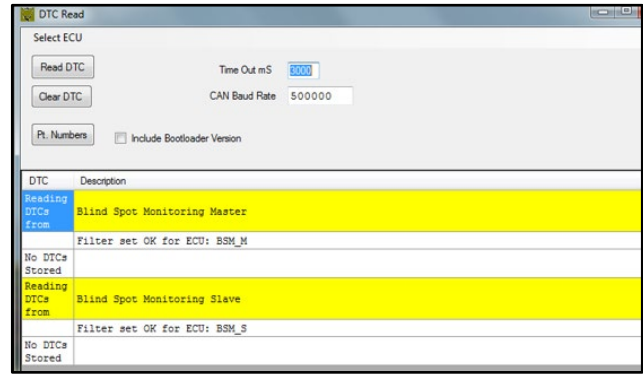 DTC Read
Select ECU
Read DTC
Time Out mS 3000
Clear DTC
CAN Baud Rate 500000
Pt. Numbers
Include Bootloader Version
DTC Description
Reading
DTCs
from
Blind Spot Monitoring Master
Filter set OK for ECU: BSM_M
No DTCs
Stored
Reading
DTCs
from
Blind Spot Monitoring Slave
Filter set OK for ECU: BSM_S
No DTCs
Stored